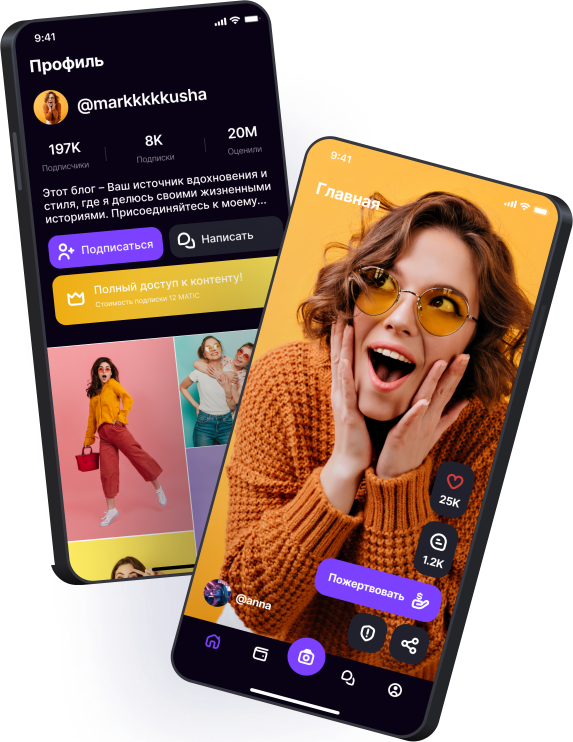 9:41
Профиль
@markkkkkusha
197K
8K
20M
Подписчики
Подписки
Оценили
Этот блог – Ваш источник вдохновения и
стиля, где я делюсь своими жизненными
историями. Присоединяйтесь к моему...
Подписаться
Написать
Полный доступ к контенту!
Стоимость подписки 12 MATIC
9:41
Главная
25K
1.2K
Пожертвовать
@anna